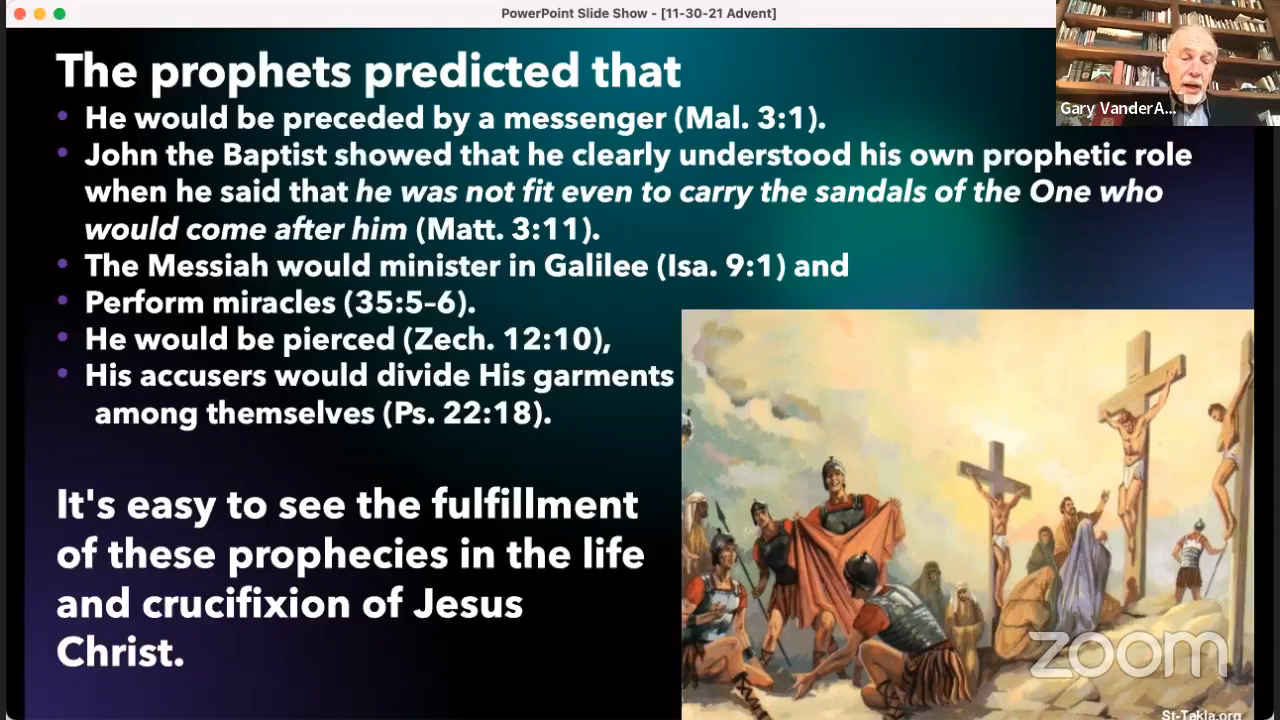 PowerPoint Slide Show - [11-30-21 Advent]
Gary VanderA...
The prophets predicted that
• He would be preceded by a messenger (Mal. 3:1).
• John the Baptist showed that he clearly understood his own prophetic role
when he said that he was not fit even to carry the sandals of the One who
would come after him (Matt. 3:11).
• The Messiah would minister in Galilee (Isa. 9:1) and
• Perform miracles (35:5–6).
• He would be pierced (Zech. 12:10),
• His accusers would divide His garments
among themselves (Ps. 22:18).
It's easy to see the fulfillment
of these prophecies in the life
and crucifixion of Jesus
Christ.
zoom
St-Takla.org